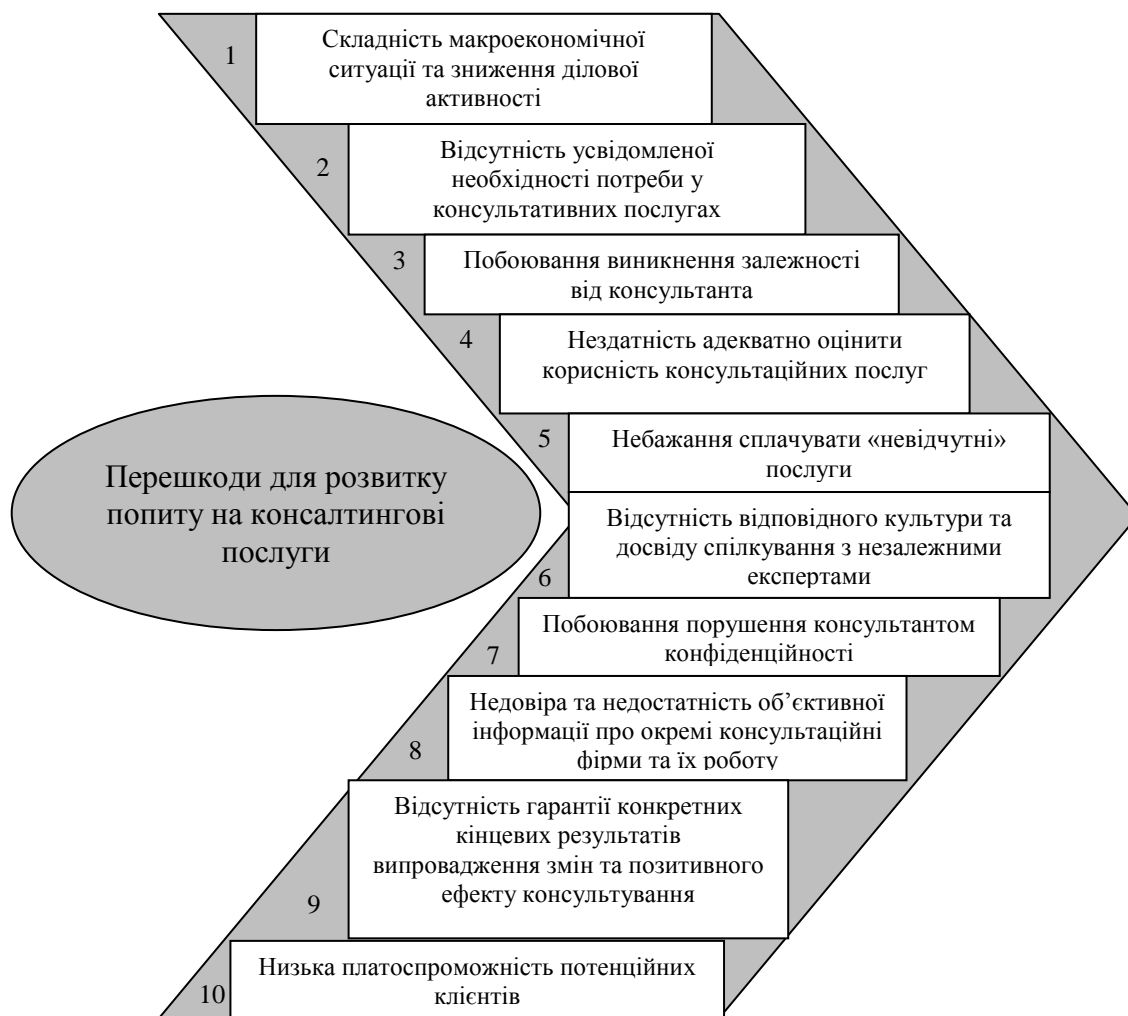 1
Складність макроекономічної
ситуації та зниження ділової
активності
2
Відсутність усвідомленої
необхідності потреби у
консультативних послугах
3
Побоювання виникнення залежності
від консультанта
4
Нездатність адекватно оцінити
корисність консультаційних послуг
5
Небажання сплачувати «невідчутні»
послуги
Перешкоди для розвитку
попиту на консалтингові
послуги
6
Відсутність відповідного культури та
досвіду спілкування з незалежними
експертами
7
Побоювання порушення консультантом
конфіденційності
8
Недовіра та недостатність об’єктивної
інформації про окремі консультаційні
фірми та їх роботу
9
Відсутність гарантії конкретних
кінцевих результатів
випровадження змін та позитивного
ефекту консультування
10
Низька платоспроможність потенційних
клієнтів